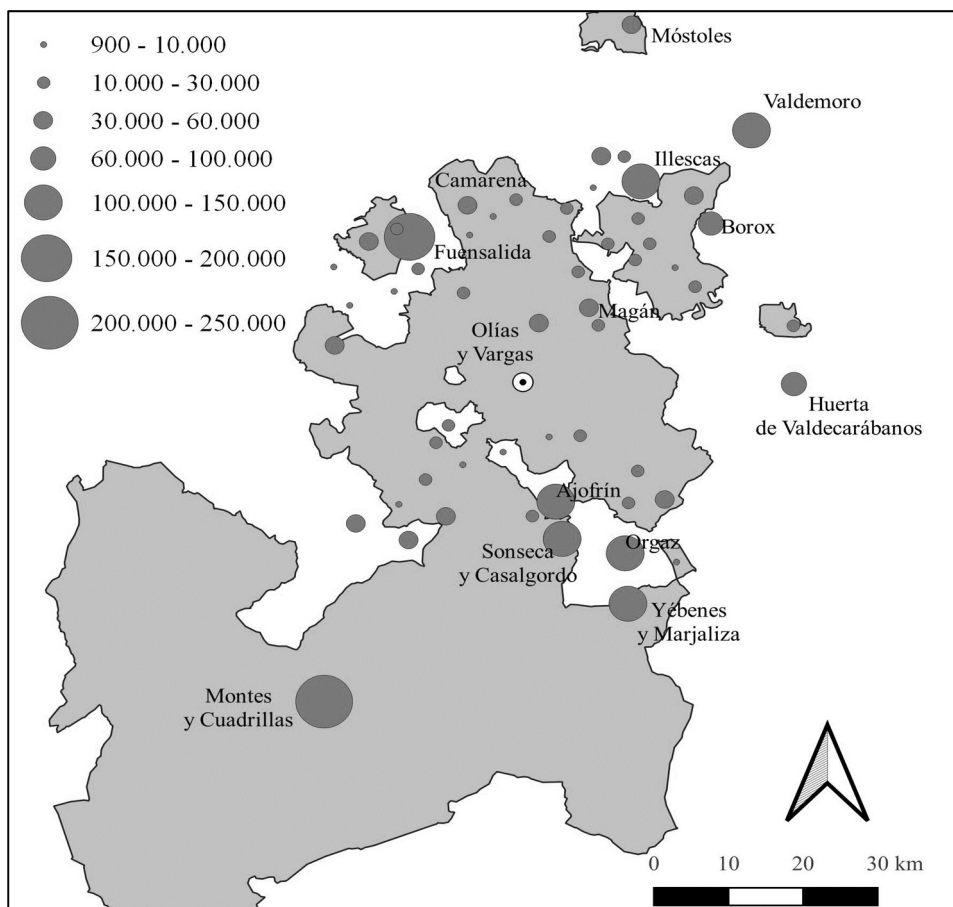 900 - 10.000
10.000 - 30.000
30.000 - 60.000
60.000 - 100.000
100.000 - 150.000
150.000 - 200.000
200.000 - 250.000
Móstoles
Valdemoro
Illescas
Camarena
Borox
Fuensalida
Magán
Olías
y Vargas
Huerta
de Valdecarábanos
Ajofrín
Sonseca
y Casalgordo
Orgaz
Yébenes
y Marjaliza
Montes
y Cuadrillas
0 10 20 30 km